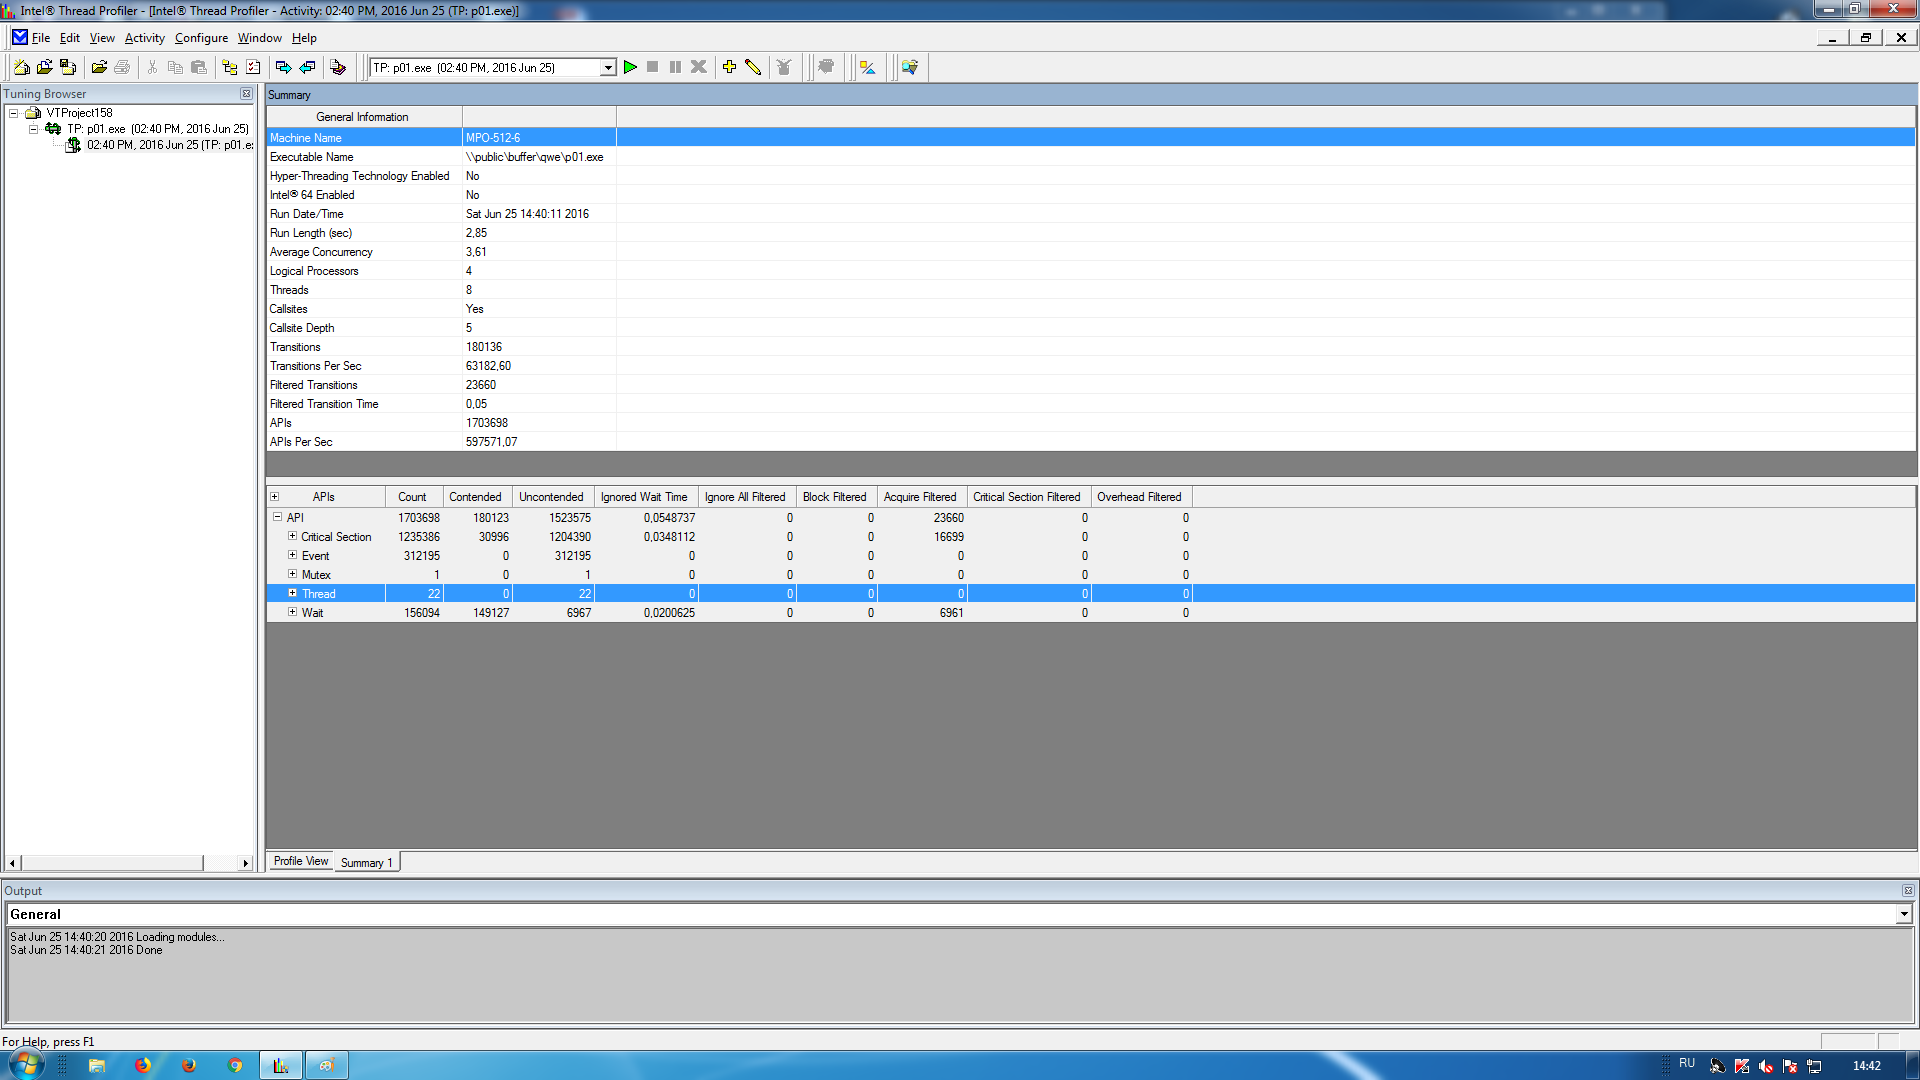 Intel® Thread Profiler - [Intel® Thread Profiler - Activity: 02:40 PM, 2016 Jun 25 (TP: p01.exe)]
File Edit View Activity Configure Window Help
TP: p01.exe (02:40 PM, 2016 Jun 25)
Tuning Browser
VTProject158
TP: p01.exe (02:40 PM, 2016 Jun 25)
02:40 PM, 2016 Jun 25 (TP: p01.e
Summary
General Information
Machine Name MPO-512-6
Executable Name \\public\buffer\qwe\p01.exe
Hyper-Threading Technology Enabled No
Intel® 64 Enabled No
Run Date/Time Sat Jun 25 14:40:11 2016
Run Length (sec) 2,85
Average Concurrency 3,61
Logical Processors 4
Threads 8
Callsites Yes
Callsite Depth 5
Transitions 180136
Transitions Per Sec 63182,60
Filtered Transitions 23660
Filtered Transition Time 0,05
APIs 1703698
APIs Per Sec 597571,07
APIs Count Contended Uncontended Ignored Wait Time Ignore All Filtered Block Filtered Acquire Filtered Critical Section Filtered Overhead Filtered
API 1703698 180123 1523575 0,0548737 0 0 23660 0 0
Critical Section 1235386 30996 1204390 0,0348112 0 0 16699 0 0
Event 312195 0 312195 0 0 0 0 0 0
Mutex 1 0 1 0 0 0 0 0 0
Thread 22 0 22 0 0 0 0 0 0
Wait 156094 149127 6967 0,0200625 0 0 6961 0 0
Profile View Summary 1
Output
General
Sat Jun 25 14:40:20 2016 Loading modules...
Sat Jun 25 14:40:21 2016 Done
For Help, press F1
RU 14:42